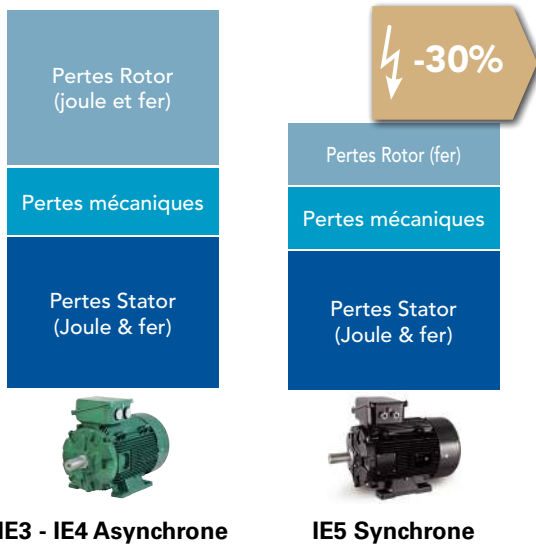 -30%
Pertes Rotor
(joule et fer)
Pertes mécaniques
Pertes Stator
(Joule & fer)
Pertes Rotor (fer)
Pertes mécaniques
Pertes Stator
(Joule & fer)
IE3 - IE4 Asynchrone
IE5 Synchrone